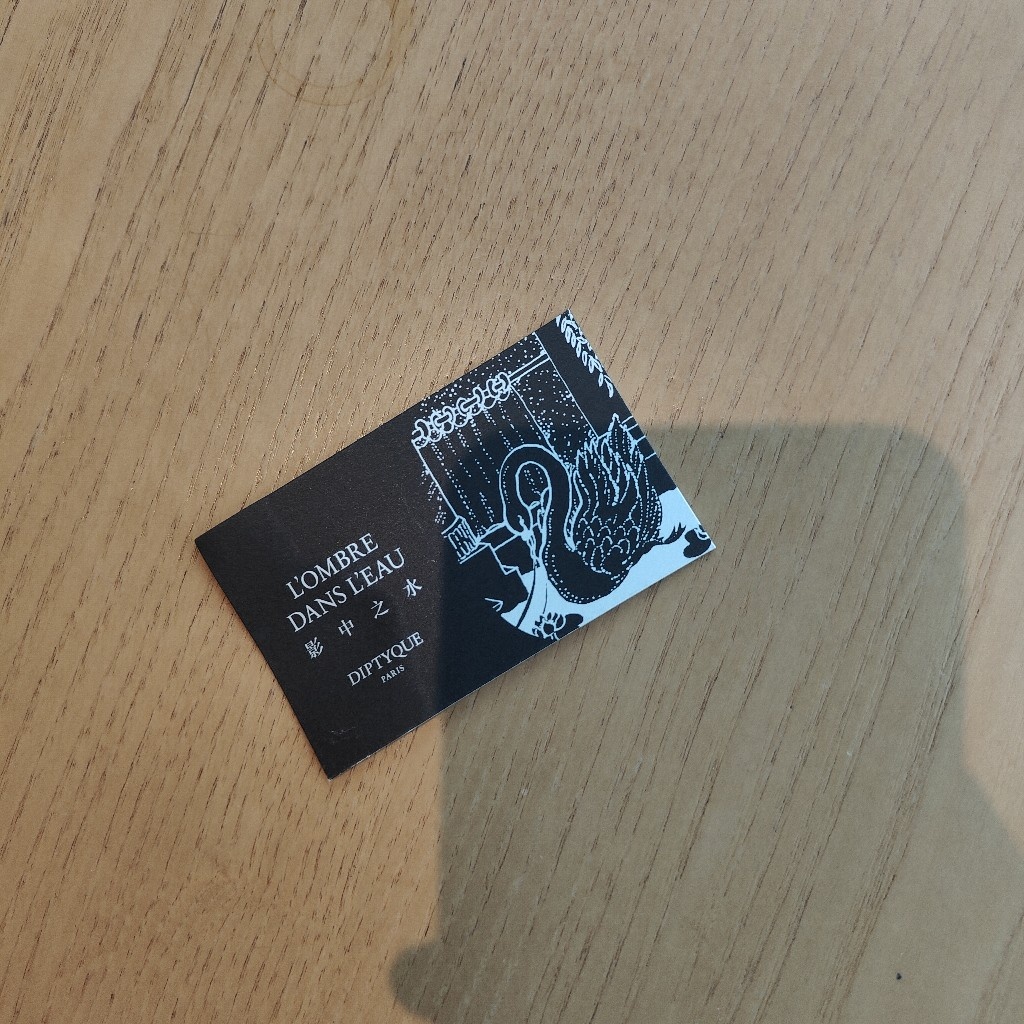 L'OMBRE
DANS L'EAU
影中之水
DIPTYQUE
PARIS